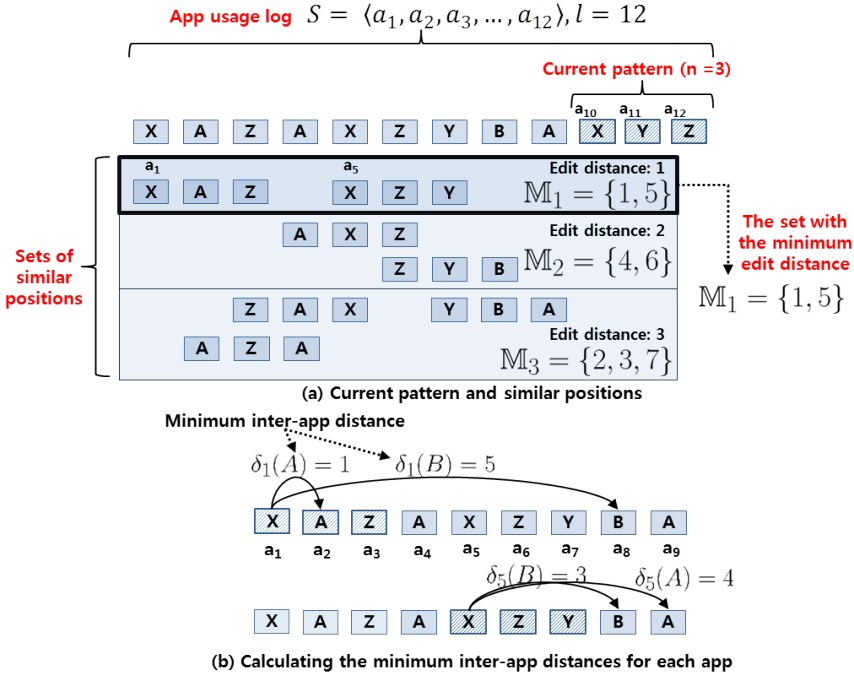 App usage log S = ⟨a₁, a₂, a₃, ..., a₁₂⟩, l = 12
Current pattern (n =3)
a₁₀ a₁₁ a₁₂
X A Z A X Z Y B A X Y Z
a₁ a₅ Edit distance: 1
X A Z X Z Y 𝕄₁ = {1, 5}
Edit distance: 2
A X Z
Z Y B 𝕄₂ = {4, 6}
Z A X Y B A
Edit distance: 3
A Z A 𝕄₃ = {2, 3, 7}
Sets of
similar
positions
The set with
the minimum
edit distance
𝕄₁ = {1, 5}
(a) Current pattern and similar positions
Minimum inter-app distance
δ₁(A) = 1 δ₁(B) = 5
X A Z A X Z Y B A
a₁ a₂ a₃ a₄ a₅ a₆ a₇ a₈ a₉
δ₅(B) = 3 δ₅(A) = 4
X A Z A X Z Y B A
(b) Calculating the minimum inter-app distances for each app